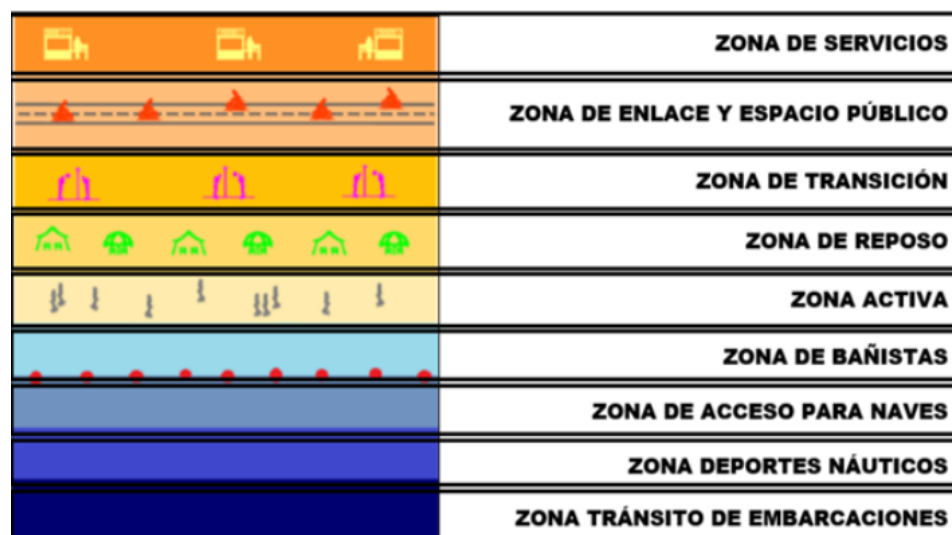 ZONA DE SERVICIOS
ZONA DE ENLACE Y ESPACIO PÚBLICO
ZONA DE TRANSICIÓN
ZONA DE REPOSO
ZONA ACTIVA
ZONA DE BAÑISTAS
ZONA DE ACCESO PARA NAVES
ZONA DEPORTES NÁUTICOS
ZONA TRÁNSITO DE EMBARCACIONES